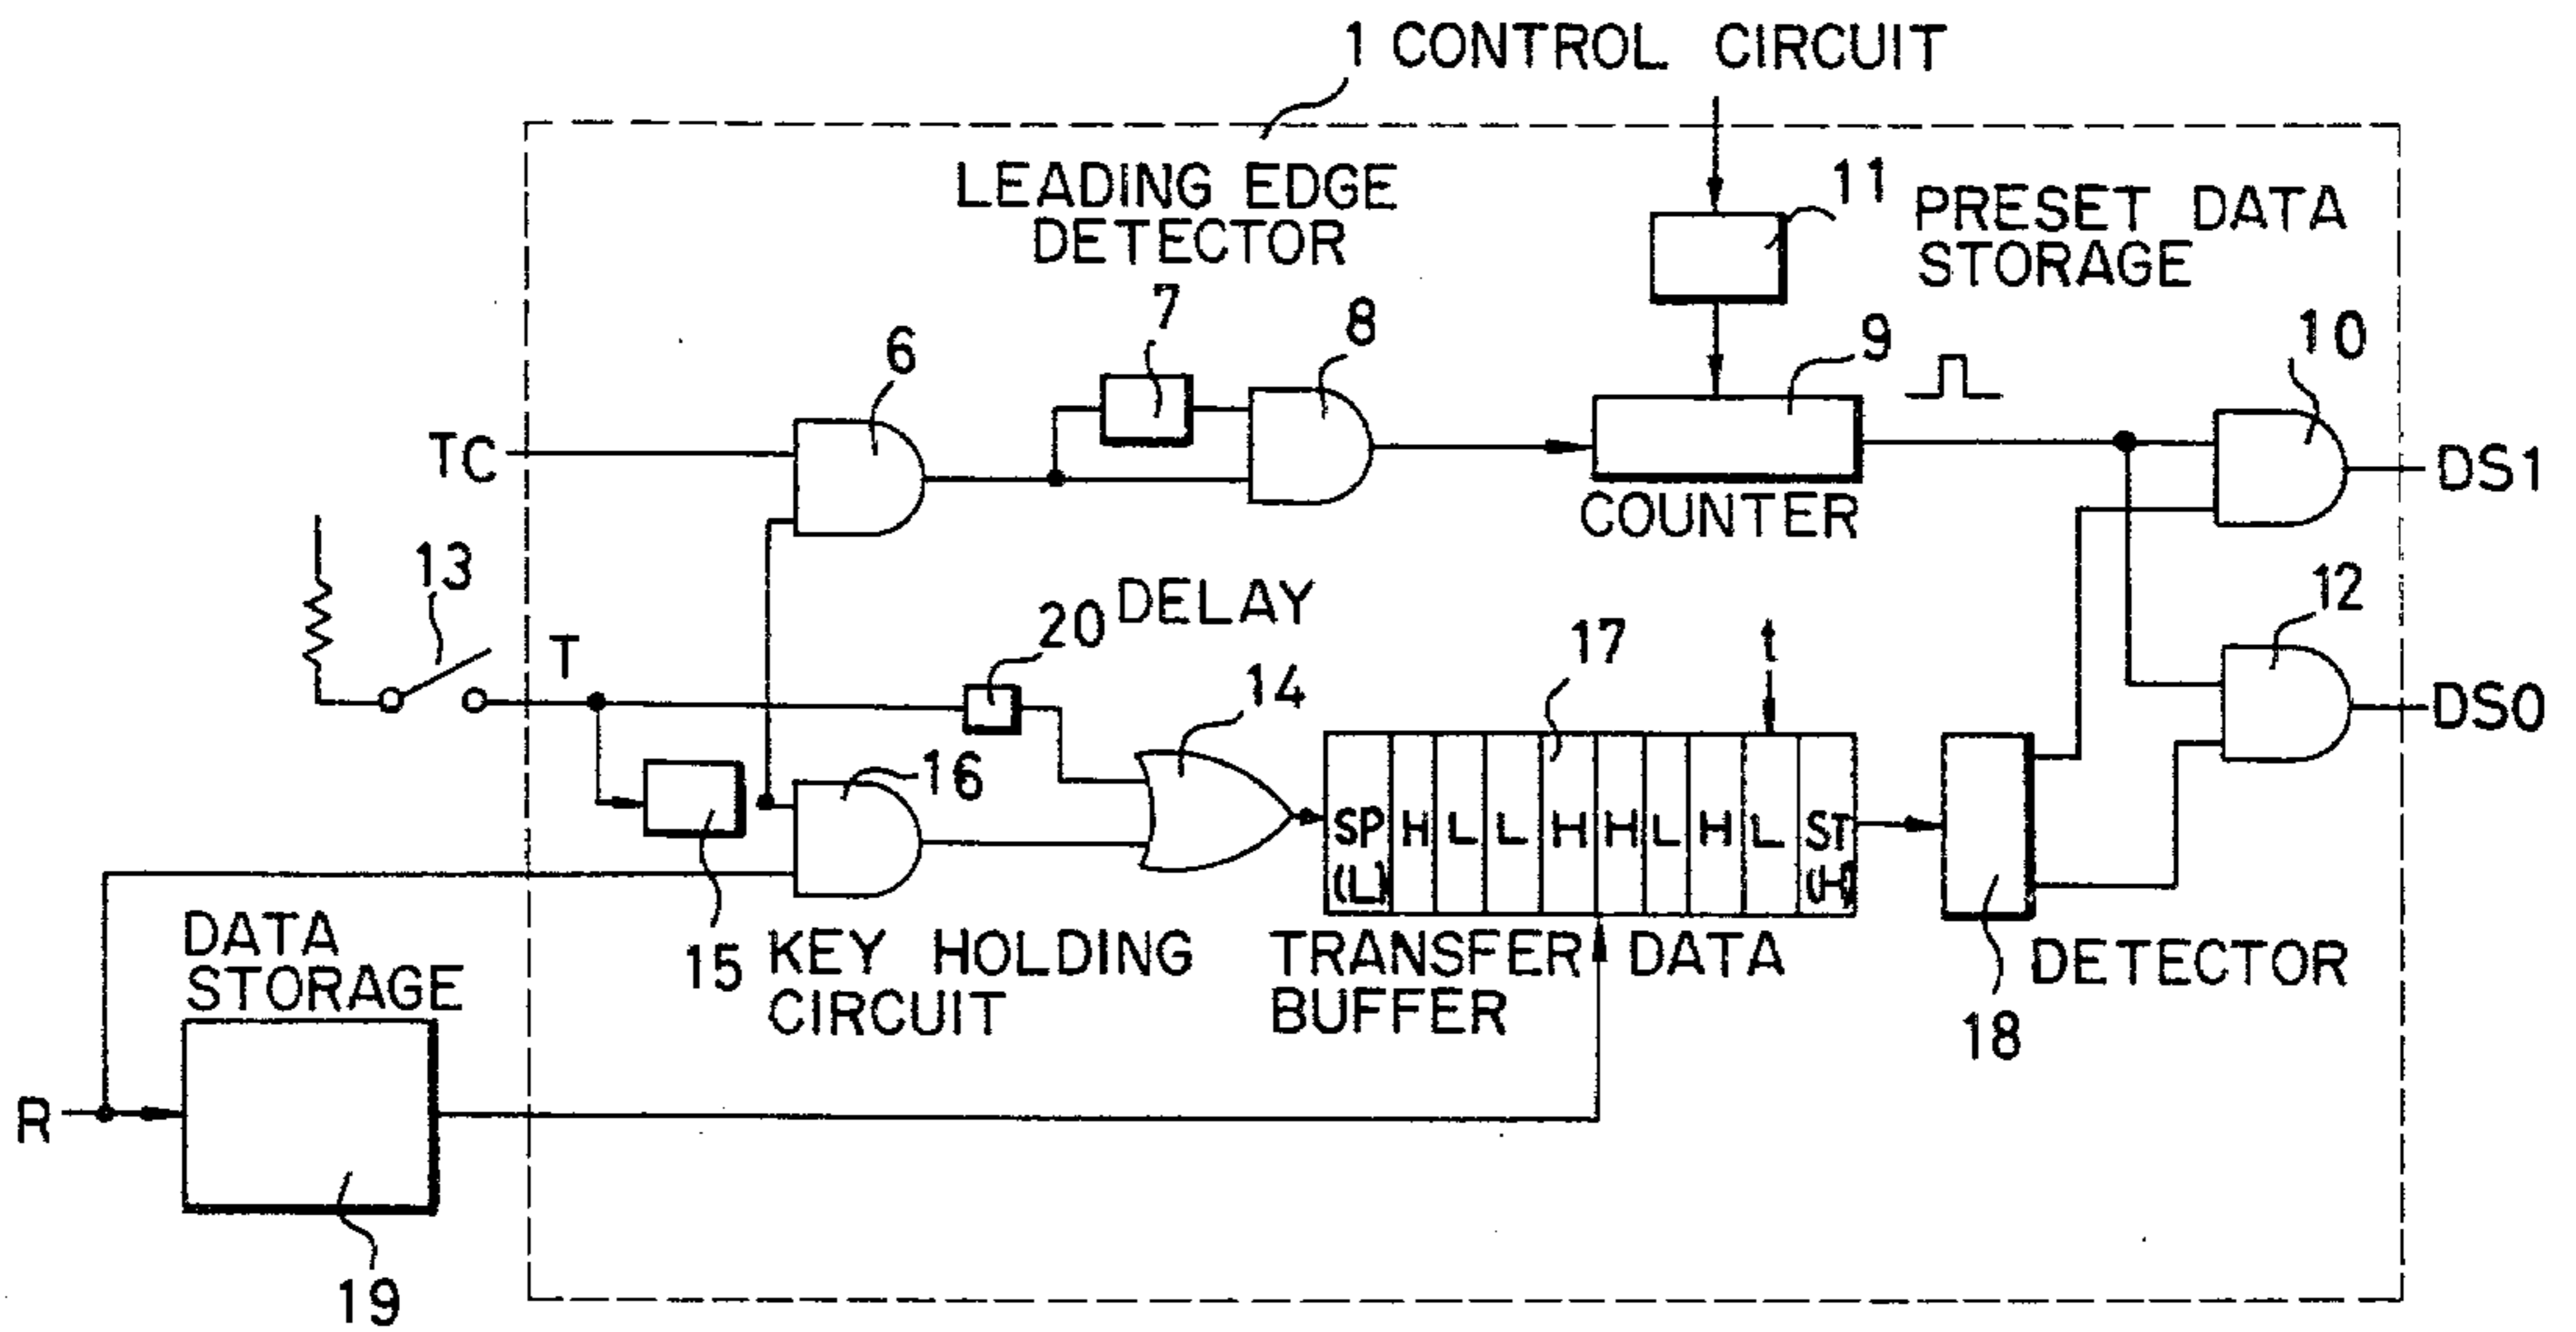 1 CONTROL CIRCUIT
LEADING EDGE
DETECTOR
11
PRESET DATA
STORAGE
7
8
9
10
6
TC
DS1
COUNTER
13
T
20 DELAY
17
t
12
14
DS0
16
SP H L L H H L H L ST
(L) (H)
15
KEY HOLDING
CIRCUIT
TRANSFER DATA
BUFFER
DETECTOR
18
DATA
STORAGE
R
19